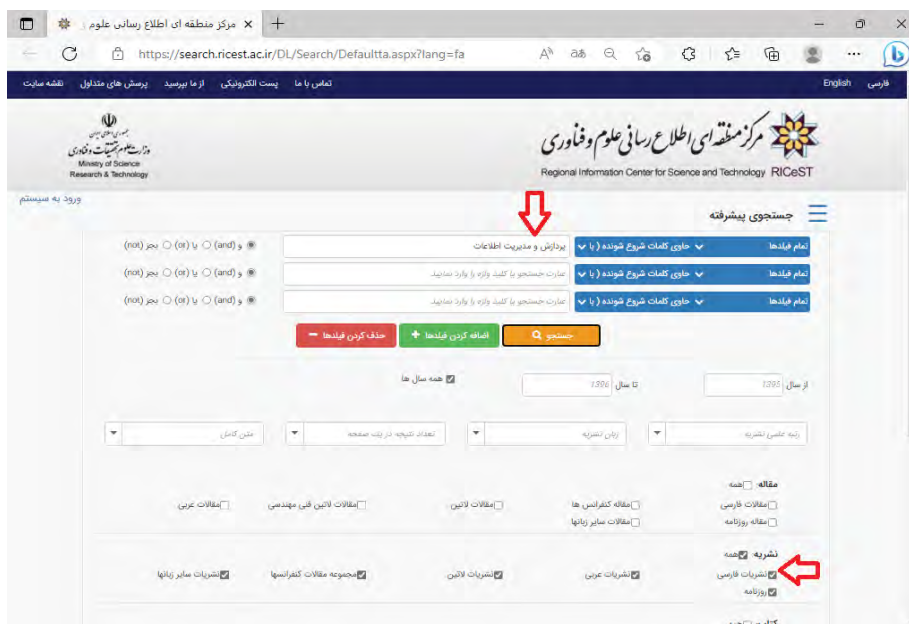 مرکز منطقه ای اطلاع رسانی علوم
https://search.ricest.ac.ir/DL/Search/Defaultta.aspx?lang=fa
فارسی English
تماس با ما پست الکترونیکی از ما بپرسید پرسش های متداول نقشه سایت
مرکز منطقه ای اطلاع رسانی علوم و فنّاوری
Regional Information Center for Science and Technology RICeST
وزارت علوم تحقیقات و فنّاوری
Ministry of Science
Research & Technology
ورود به سیستم
جستجوی پیشرفته
تمام فیلدها حاوی کلمات شروع شونده ( با پردازش و مدیریت اطلاعات و (and) یا (or) بجز (not)
تمام فیلدها حاوی کلمات شروع شونده ( با عبارت جستجو یا کلید واژه را وارد نمایید. و (and) یا (or) بجز (not)
تمام فیلدها حاوی کلمات شروع شونده ( با عبارت جستجو یا کلید واژه را وارد نمایید. و (and) یا (or) بجز (not)
جستجو اضافه کردن فیلدها + حذف کردن فیلدها −
از سال 1395 تا سال 1396 همه سال ها
رتبه علمی نشریه زبان نشریه تعداد نتیجه در یک صفحه متن کامل
مقاله: همه
مقالات فارسی مقاله کنفرانس ها مقالات لاتین مقالات لاتین فنی مهندسی مقالات عربی
مقاله روزنامه مقالات سایر زبانها
نشریه: همه
نشریات فارسی نشریات عربی نشریات لاتین مجموعه مقالات کنفرانسها نشریات سایر زبانها
روزنامه